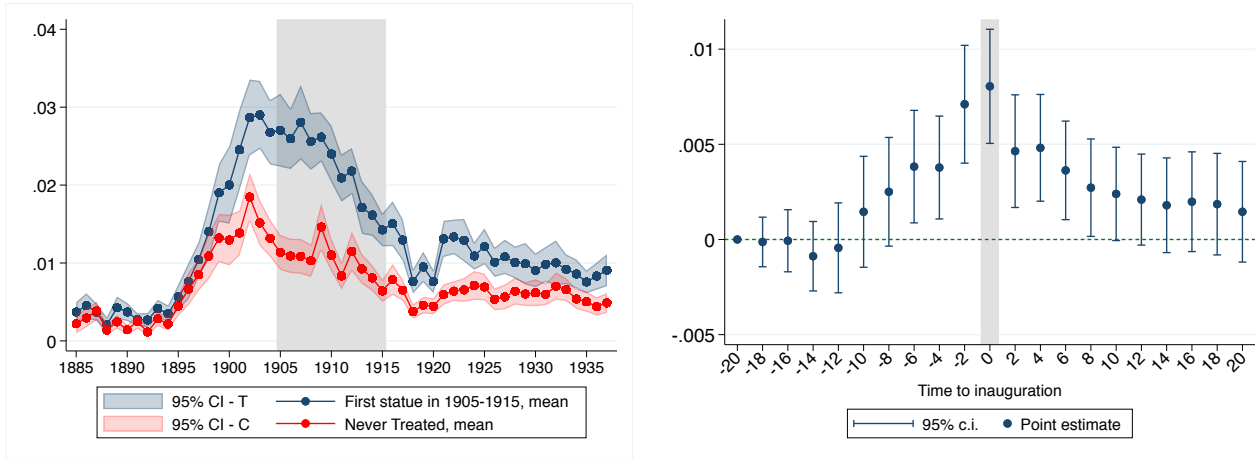 .04
.03
.02
.01
0
1885 1890 1895 1900 1905 1910 1915 1920 1925 1930 1935
95% CI - T First statue in 1905-1915, mean
95% CI - C Never Treated, mean
.01
.005
0
-.005
-20 -18 -16 -14 -12 -10 -8 -6 -4 -2 0 2 4 6 8 10 12 14 16 18 20
Time to inauguration
95% c.i. Point estimate